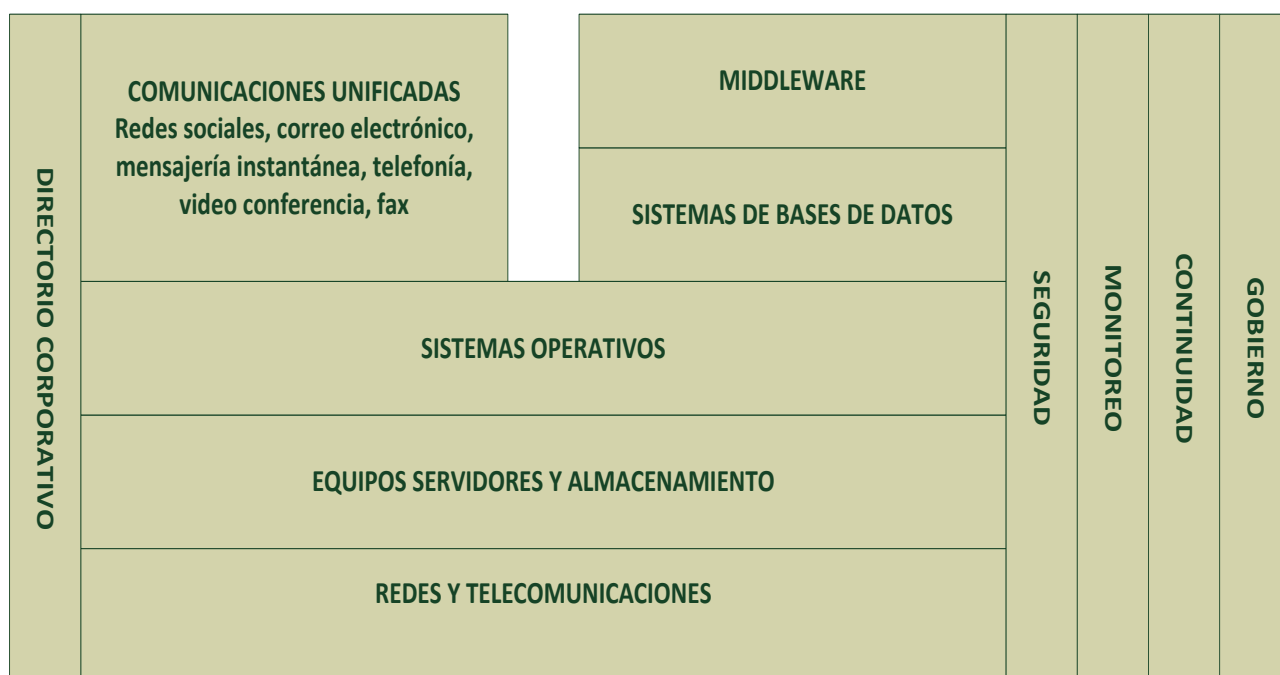 DIRECTORIO CORPORATIVO
COMUNICACIONES UNIFICADAS
Redes sociales, correo electrónico,
mensajería instantánea, telefonía,
video conferencia, fax
MIDDLEWARE
SISTEMAS DE BASES DE DATOS
SISTEMAS OPERATIVOS
EQUIPOS SERVIDORES Y ALMACENAMIENTO
REDES Y TELECOMUNICACIONES
SEGURIDAD
MONITOREO
CONTINUIDAD
GOBIERNO